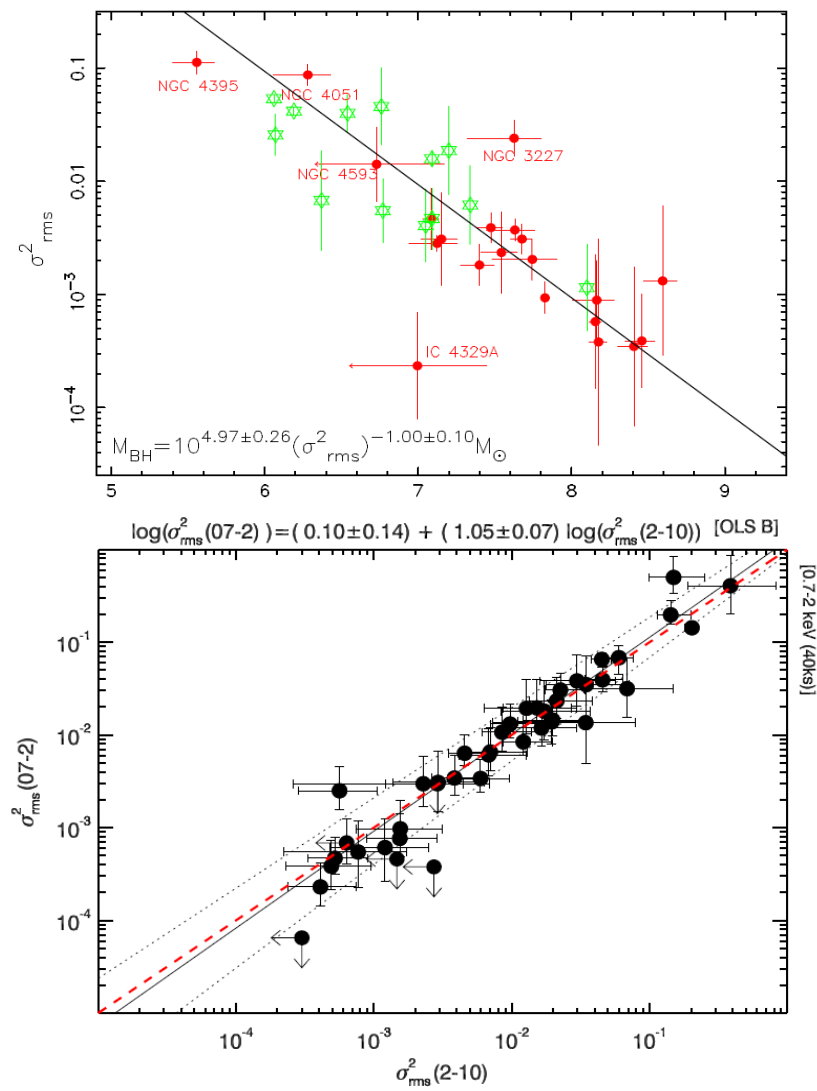 0.1
NGC 4395
NGC 4051
NGC 3227
NGC 4593
0.01
σ²rms
10⁻³
IC 4329A
10⁻⁴
M_BH=10^4.97±0.26(σ²rms)^−1.00±0.10M⊙
5 6 7 8 9
log(σ²rms(07-2) )=( 0.10±0.14) + ( 1.05±0.07) log(σ²rms(2-10)) [OLS B]
[0.7-2 keV (40ks)]
10⁻¹
10⁻²
σ²rms(07-2)
10⁻³
10⁻⁴
10⁻⁴ 10⁻³ 10⁻² 10⁻¹
σ²rms(2-10)